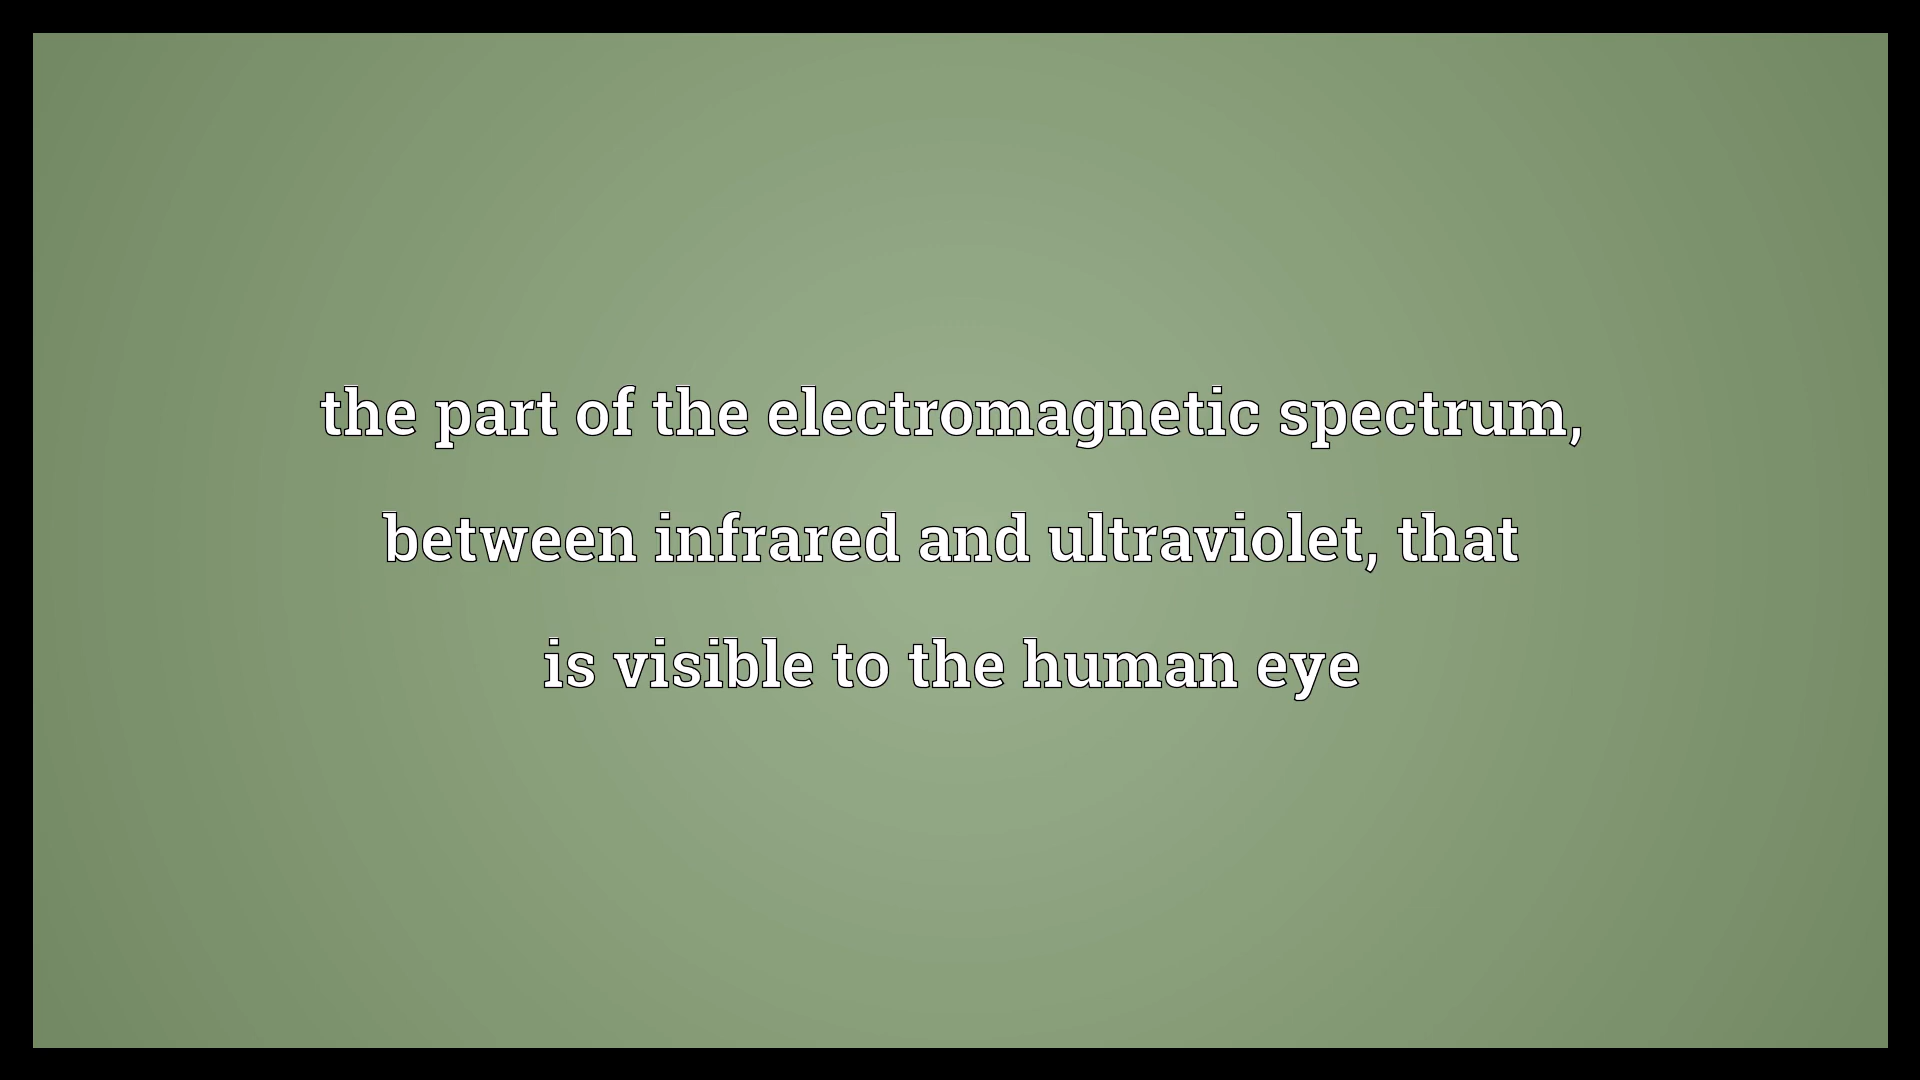 the part of the electromagnetic spectrum,
between infrared and ultraviolet, that
is visible to the human eye